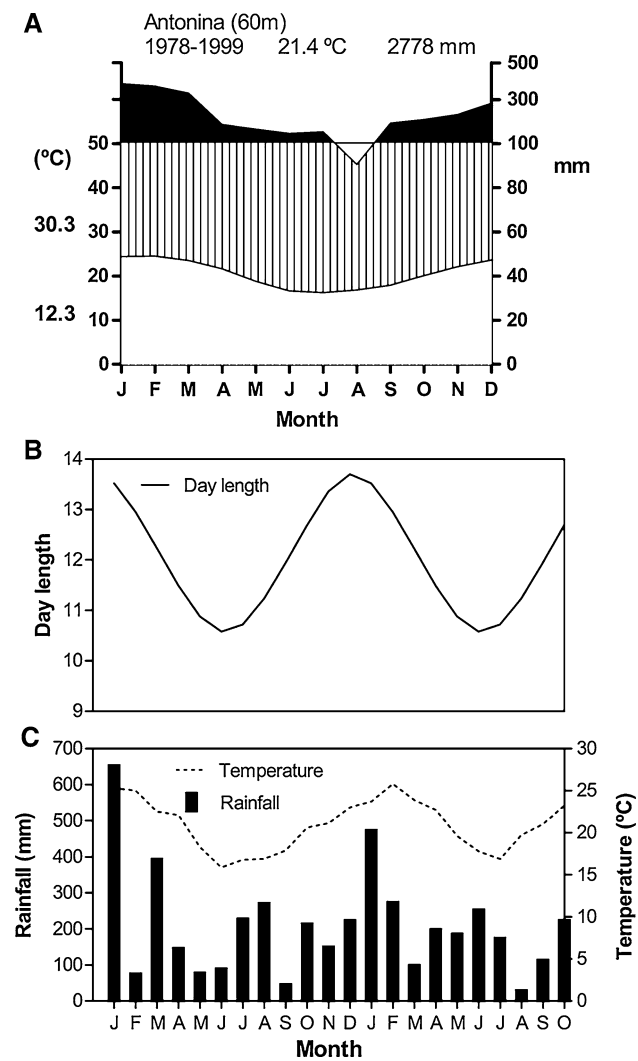 A
Antonina (60m)
1978-1999 21.4 ºC 2778 mm
500
300
50 100
(ºC) mm
40 80
30.3
30 60
20 40
12.3
10 20
0 0
J F M A M J J A S O N D
Month
B
14
Day length
13
12
11
10
9
Day length
C
700 30
Temperature
600 25
Rainfall
500 20
400
300 15
200 10
100 5
0 0
Rainfall (mm)
Temperature (ºC)
J F M A M J J A S O N D J F M A M J J A S O
Month